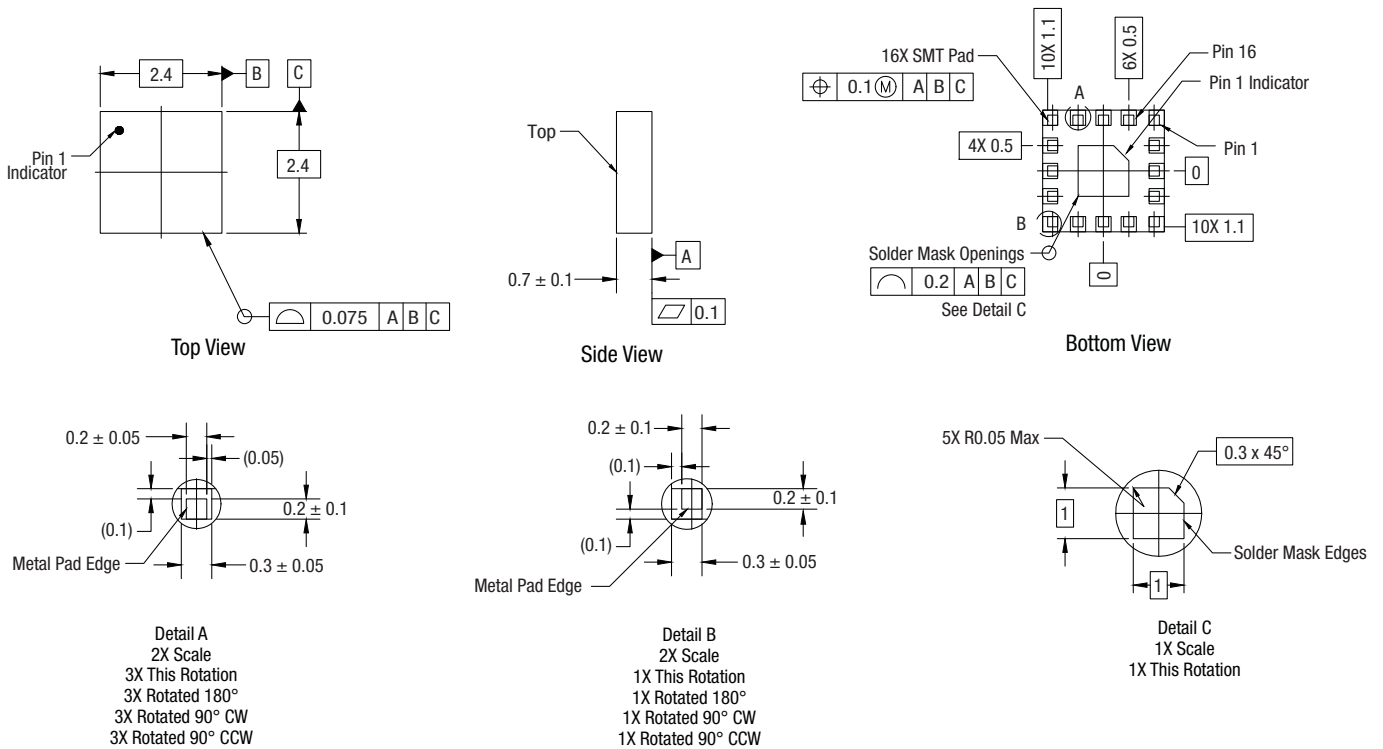 2.4
B
C
Pin 1
Indicator
2.4
0.075 A B C
Top View
Top
0.7 ± 0.1
A
0.1
Side View
16X SMT Pad
10X 1.1
6X 0.5
Pin 16
Pin 1 Indicator
0.1 Ⓜ A B C
A
4X 0.5
Pin 1
0
B
10X 1.1
Solder Mask Openings
0
0.2 A B C
See Detail C
Bottom View
0.2 ± 0.05
(0.05)
(0.1)
0.2 ± 0.1
Metal Pad Edge
0.3 ± 0.05
Detail A
2X Scale
3X This Rotation
3X Rotated 180°
3X Rotated 90° CW
3X Rotated 90° CCW
0.2 ± 0.1
(0.1)
0.2 ± 0.1
(0.1)
0.3 ± 0.05
Metal Pad Edge
Detail B
2X Scale
1X This Rotation
1X Rotated 180°
1X Rotated 90° CW
1X Rotated 90° CCW
5X R0.05 Max
0.3 x 45°
1
Solder Mask Edges
1
Detail C
1X Scale
1X This Rotation